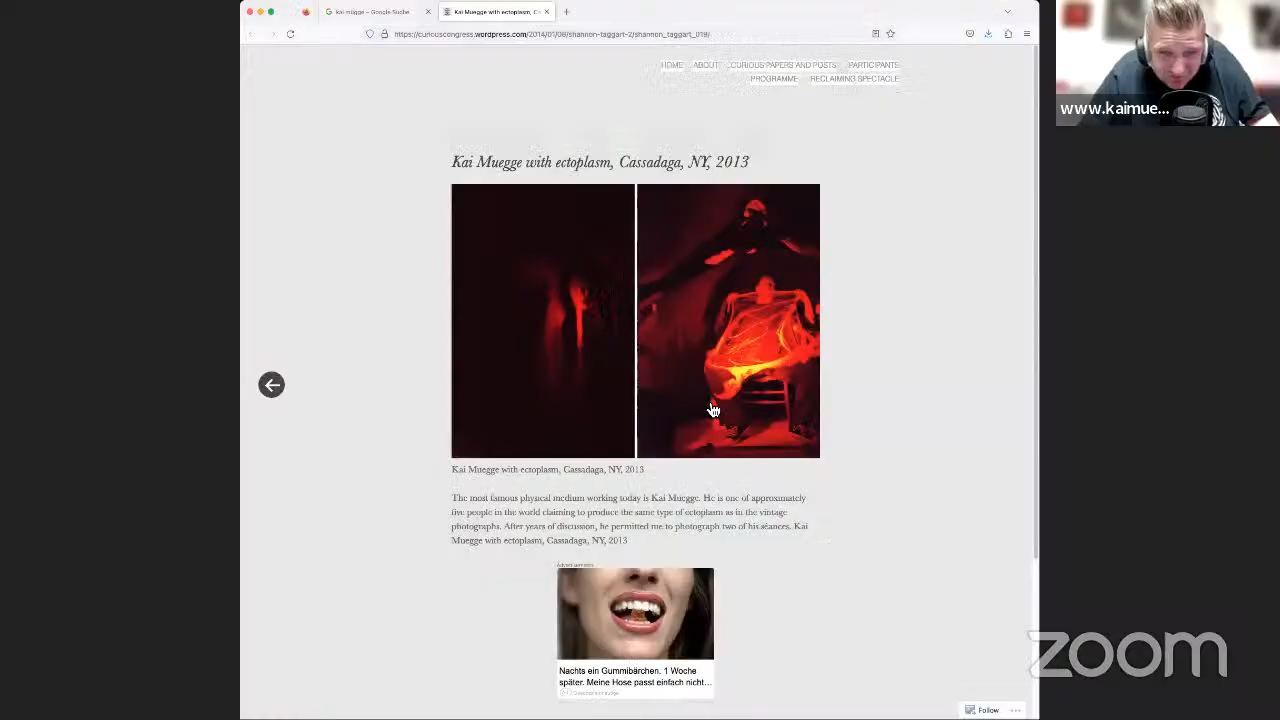 kai mügge – Google Suche
Kai Muegge with ectoplasm, Ca
https://curiouscongress.wordpress.com/2014/01/08/shannon-taggart-2/shannon_taggart_019/
HOME ABOUT CURIOUS PAPERS AND POSTS PARTICIPANTS
PROGRAMME RECLAIMING SPECTACLE
www.kaimue...
Kai Muegge with ectoplasm, Cassadaga, NY, 2013
Kai Muegge with ectoplasm, Cassadaga, NY, 2013
The most famous physical medium working today is Kai Muegge. He is one of approximately
five people in the world claiming to produce the same type of ectoplasm as in the vintage
photographs. After years of discussion, he permitted me to photograph two of his séances. Kai
Muegge with ectoplasm, Cassadaga, NY, 2013
Advertisements
Nachts ein Gummibärchen. 1 Woche
später. Meine Hose passt einfach nicht...
Follow
zoom